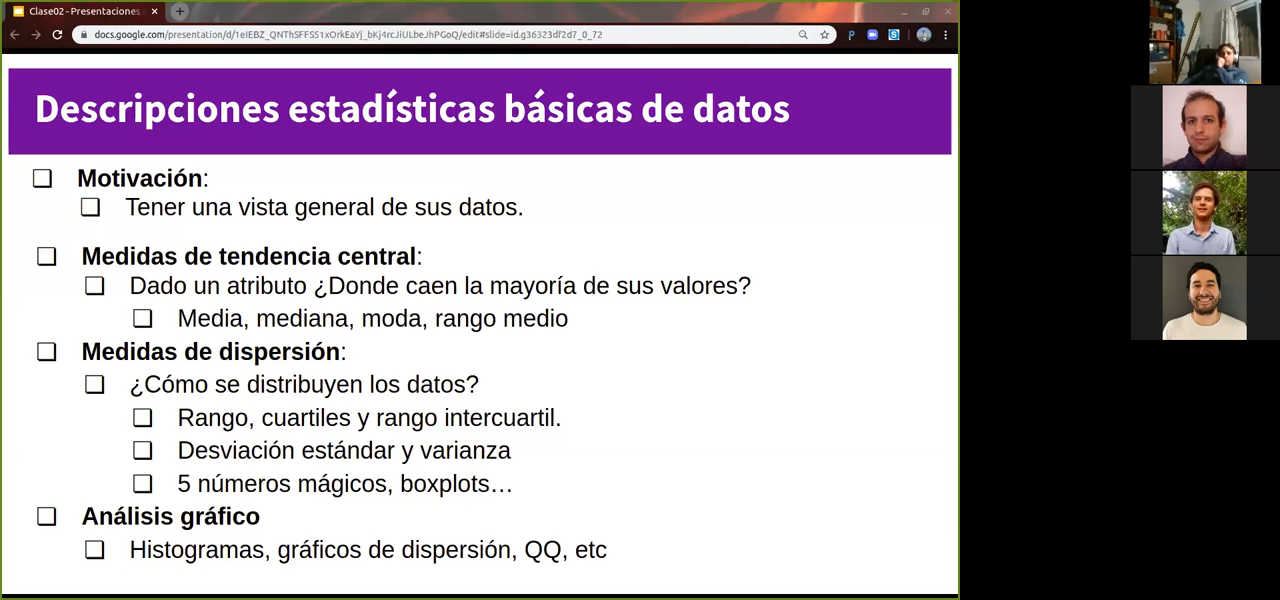 Clase02 - Presentaciones
docs.google.com/presentation/d/1eIEBZ_QNThSFFS51xOrkEaYj_bKj4rcJiULbeJhPGoQ/edit#slide=id.g36323df2d7_0_72
Descripciones estadísticas básicas de datos
❏ Motivación:
❏ Tener una vista general de sus datos.
❏ Medidas de tendencia central:
❏ Dado un atributo ¿Donde caen la mayoría de sus valores?
❏ Media, mediana, moda, rango medio
❏ Medidas de dispersión:
❏ ¿Cómo se distribuyen los datos?
❏ Rango, cuartiles y rango intercuartil.
❏ Desviación estándar y varianza
❏ 5 números mágicos, boxplots…
❏ Análisis gráfico
❏ Histogramas, gráficos de dispersión, QQ, etc